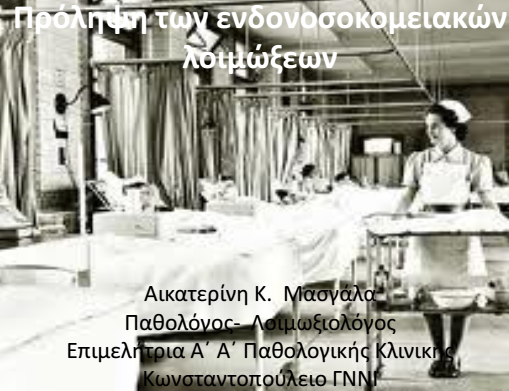 Πρόληψη των ενδονοσοκομειακών
λοιμώξεων
Αικατερίνη Κ. Μασγάλα
Παθολόγος- Λοιμωξιολόγος
Επιμελήτρια Α΄ Α΄ Παθολογικής Κλινικής
Κωνσταντοπούλειο ΓΝΝΙ